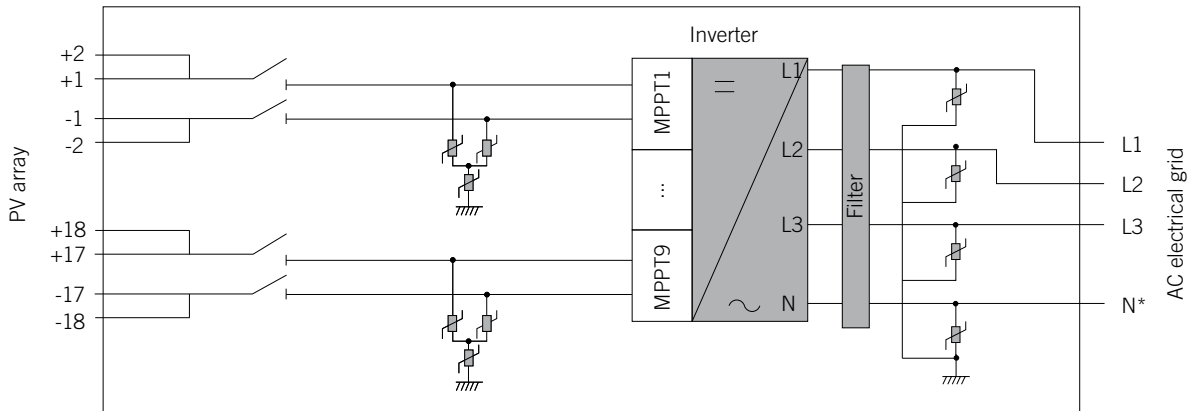 Inverter
PV array
+2
+1
-1
-2
+18
+17
-17
-18
MPPT1
...
MPPT9
L1
L2
L3
N
Filter
L1
L2
L3
N*
AC electrical grid